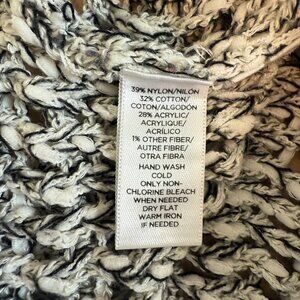 39% NYLON/NILON
32% COTTON/
COTON/ALGODÓN
28% ACRYLIC/
ACRYLIQUE/
ACRÍLICO
1% OTHER FIBER/
AUTRE FIBRE/
OTRA FIBRA
HAND WASH
COLD
ONLY NON-
CHLORINE BLEACH
WHEN NEEDED
DRY FLAT
WARM IRON
IF NEEDED